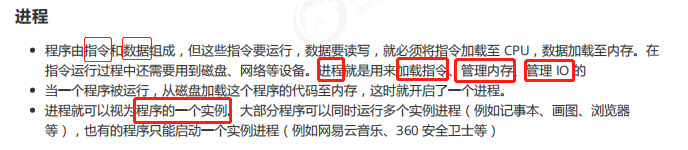 进程
程序由指令和数据组成，但这些指令要运行，数据要读写，就必须将指令加载至 CPU，数据加载至内存。在
指令运行过程中还需要用到磁盘、网络等设备。进程就是用来加载指令、管理内存、管理 IO 的
当一个程序被运行，从磁盘加载这个程序的代码至内存，这时就开启了一个进程。
进程就可以视为程序的一个实例。大部分程序可以同时运行多个实例进程（例如记事本、画图、浏览器
等），也有的程序只能启动一个实例进程（例如网易云音乐、360 安全卫士等）